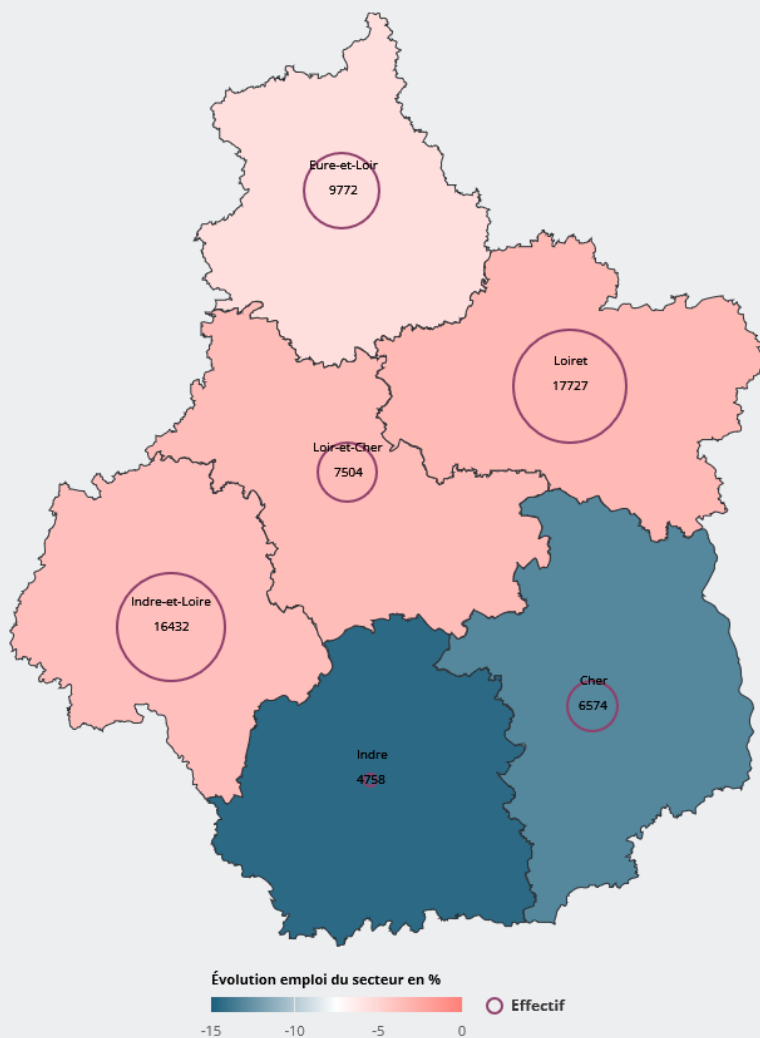 Eure-et-Loir
9772
Loiret
17727
Loir-et-Cher
7504
Indre-et-Loire
16432
Cher
6574
Indre
4758
Évolution emploi du secteur en %
-15
-10
-5
0
Effectif